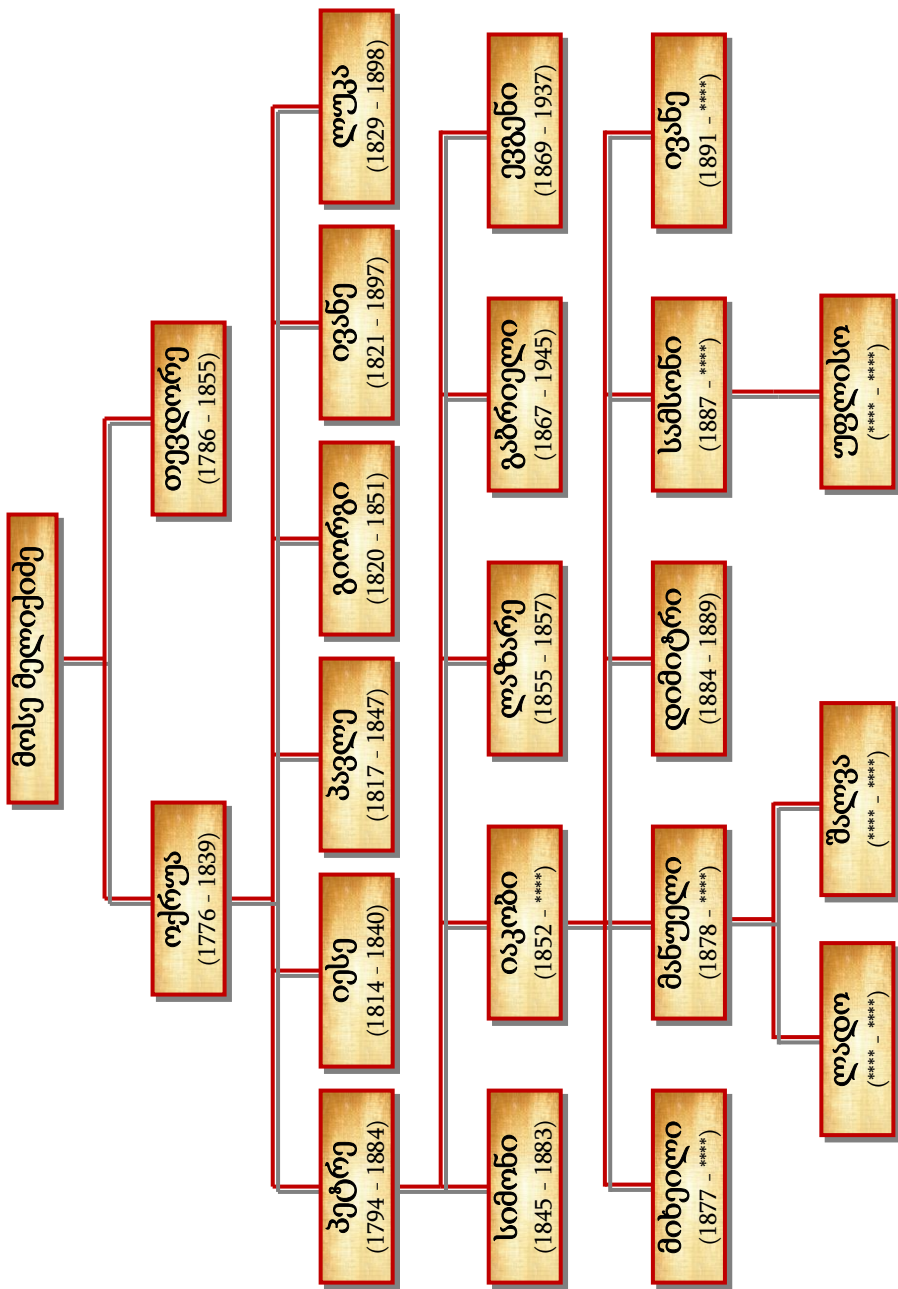 მოსე მელიქიძე
ოქრუა
(1776 - 1839)
თევდორე
(1786 - 1855)
პეტრე
(1794 - 1884)
იესე
(1814 - 1840)
პავლე
(1817 - 1847)
გიორგი
(1820 - 1851)
ივანე
(1821 - 1897)
ლუკა
(1829 - 1898)
სიმონი
(1845 - 1883)
იაკობი
(1852 - ****)
ლაზარე
(1855 - 1857)
გაბრიელი
(1867 - 1945)
ევგენი
(1869 - 1937)
მიხეილი
(1877 - ****)
მანუელი
(1878 - ****)
დიმიტრი
(1884 - 1889)
სამსონი
(1887 - ****)
ივანე
(1891 - ****)
ლადო
(**** - ****)
შალვა
(**** - ****)
უფლისო
(**** - ****)